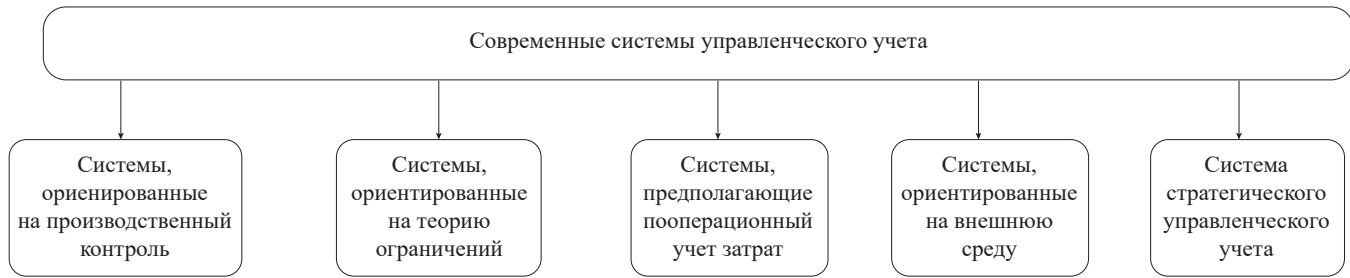 Современные системы управленческого учета
Системы,
ориенированные
на производственный
контроль
Системы,
ориентированные
на теорию
ограничений
Системы,
предполагающие
пооперационный
учет затрат
Системы,
ориентированные
на внешнюю
среду
Система
стратегического
управленческого
учета